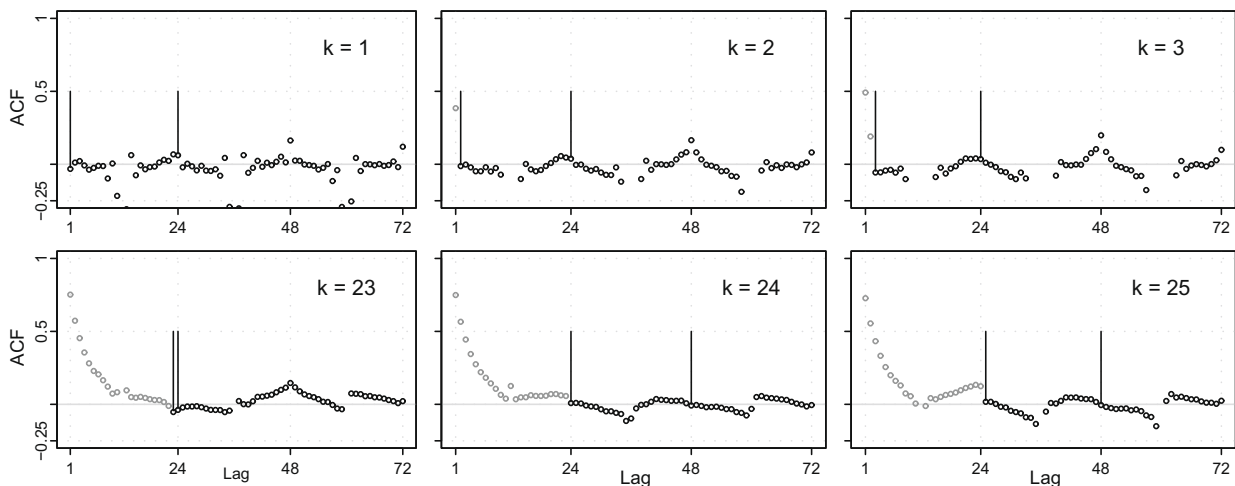 k = 1
k = 2
k = 3
ACF
1
0.5
−0.25
1 24 48 72
1 24 48 72
1 24 48 72
k = 23
k = 24
k = 25
ACF
1
0.5
−0.25
1 24 48 72
1 24 48 72
1 24 48 72
Lag
Lag
Lag